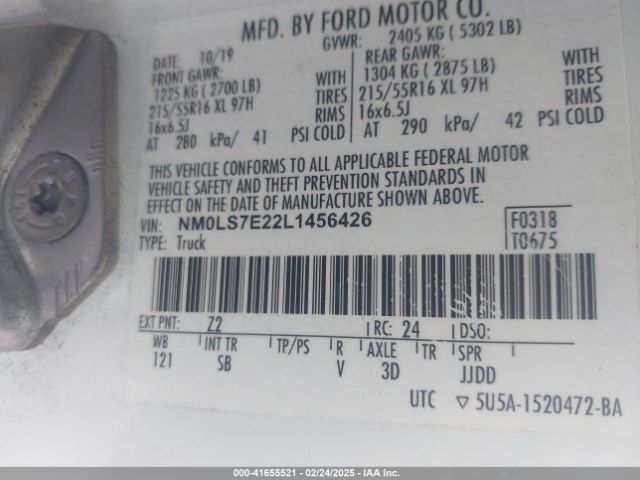 MFD. BY FORD MOTOR CO.
DATE: 10/19 GVWR: 2405 KG ( 5302 LB)
FRONT GAWR: REAR GAWR:
1225 KG ( 2700 LB) WITH 1304 KG ( 2875 LB) WITH
215/55R16 XL 97H TIRES 215/55R16 XL 97H TIRES
16x6.5J RIMS 16x6.5J RIMS
AT 280 kPa/ 41 PSI COLD AT 290 kPa/ 42 PSI COLD
THIS VEHICLE CONFORMS TO ALL APPLICABLE FEDERAL MOTOR
VEHICLE SAFETY AND THEFT PREVENTION STANDARDS IN
EFFECT ON THE DATE OF MANUFACTURE SHOWN ABOVE.
VIN: NM0LS7E22L1456426 F0318
TYPE: Truck T0675
EXT PNT: Z2 RC: 24 DSO:
WB INT TR TP/PS R AXLE TR SPR
121 SB V 3D JJDD
UTC ▽ 5U5A-1520472-BA
000-41655521 - 02/24/2025 - IAA Inc.